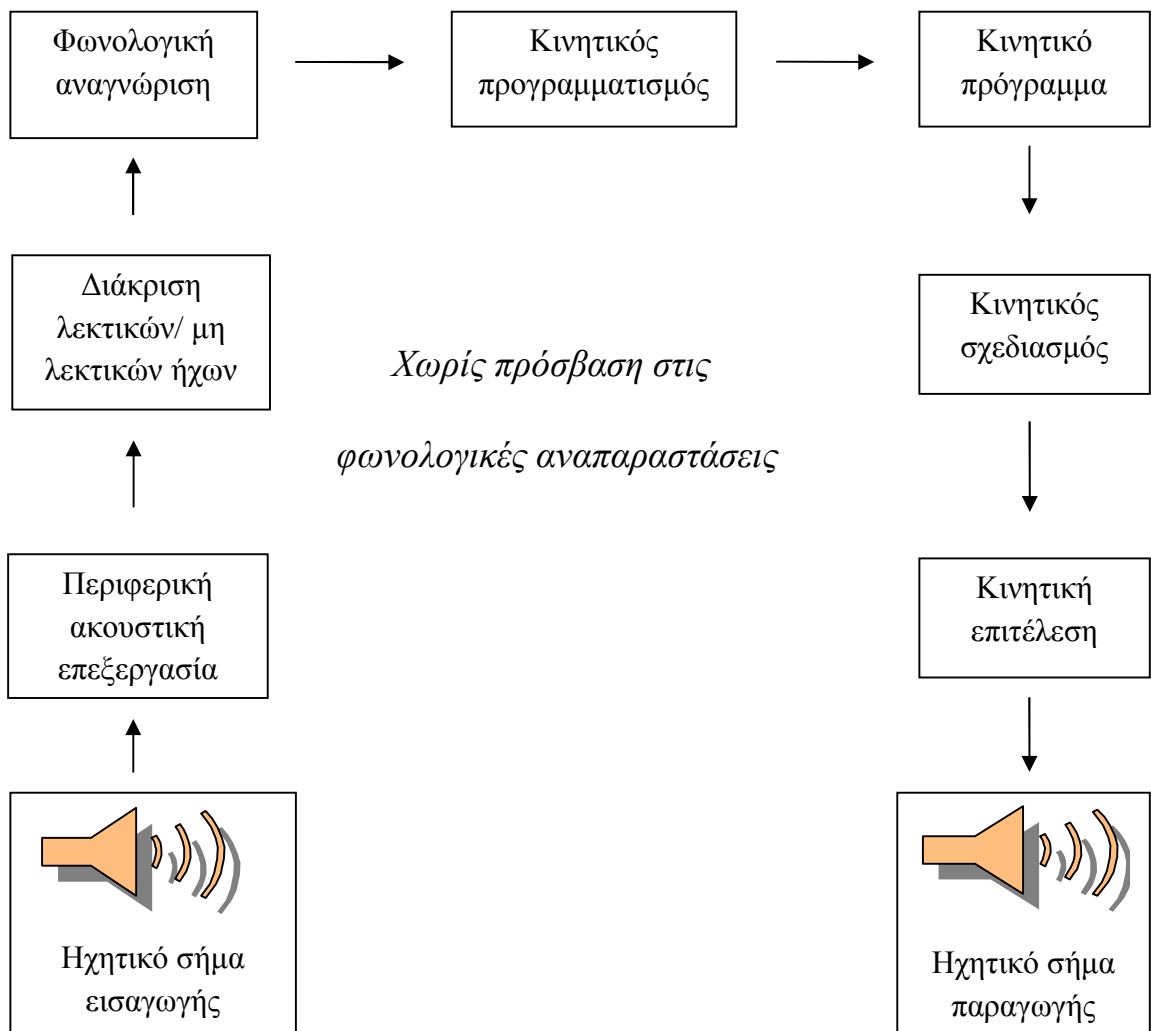 Φωνολογική
αναγνώριση
Κινητικός
προγραμματισμός
Κινητικό
πρόγραμμα
Διάκριση
λεκτικών/ μη
λεκτικών ήχων
Χωρίς πρόσβαση στις
φωνολογικές αναπαραστάσεις
Κινητικός
σχεδιασμός
Περιφερική
ακουστική
επεξεργασία
Κινητική
επιτέλεση
Ηχητικό σήμα
εισαγωγής
Ηχητικό σήμα
παραγωγής